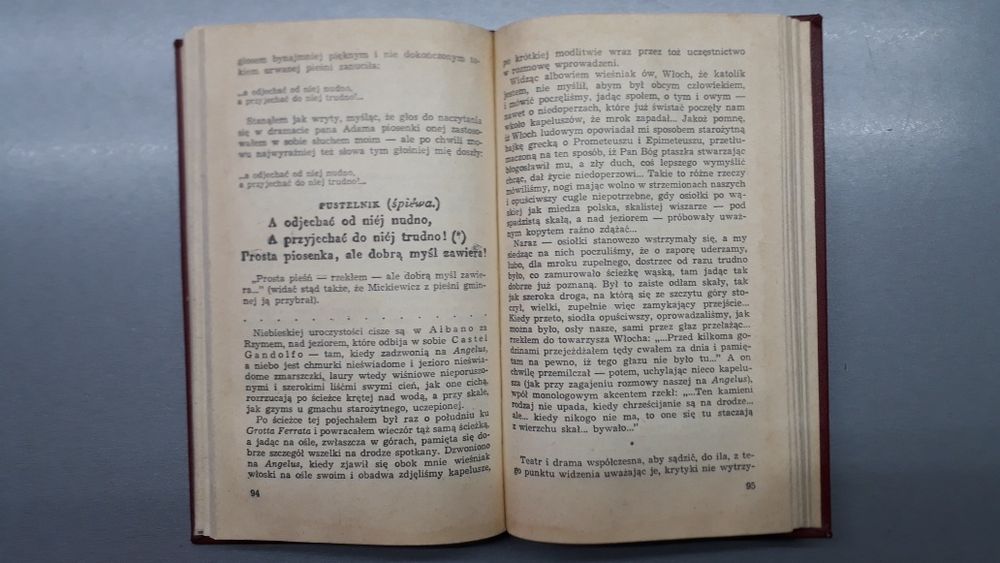 głosem bynajmniej pięknym i nie dokończonym to-
kiem urwanej pieśni zanuciła:
„a odjechać od niej nudno,
a przyjechać do niej trudno!...
Stanąłem jak wryty, myśląc, że głos do naczytania
się w dramacie pana Adama piosenki onej zastoso-
wałem w sobie słuchem moim — ale po chwili mo-
wu najwyraźniej też słowa tym głośniej mię doszły:
„a odjechać od niej nudno,
a przyjechać do niej trudno!...
PUSTELNIK (śpiéwa.)
A odjechać od niéj nudno,
A przyjechać do niéj trudno! (*)
Prosta piosenka, ale dobrą myśl zawiera!
„Prosta pieśń — rzekłem — ale dobrą myśl zawie-
ra..." (widać stąd także, że Mickiewicz z pieśni gmin-
nej ją przybrał).
. . . . . . . . . . . . . . . . .
Niebieskiej uroczystości cisze są w Albano za
Rzymem, nad jeziorem, które odbija w sobie Castel
Gandolfo — tam, kiedy zadzwonią na Angelus,
a niebo jest chmurki nieświadome i jezioro nieświa-
dome zmarszczki, laury wtedy wiśniowe nieporuszo-
nymi i szerokimi liśćmi swymi cień, jak one cichą,
rozrzucają po ścieżce krętej nad wodą, a przy skale,
jak gzyms u gmachu starożytnego, uczepionej.
Po ścieżce tej pojechałem był raz o południu ku
Grotta Ferrata i powracałem wieczór tąż samą ścieżką,
a jadąc na ośle, zwłaszcza w górach, pamięta się do-
brze szczegół wszelki na drodze spotkany. Dzwoniono
na Angelus, kiedy zjawił się obok mnie wieśniak
włoski na ośle swoim i obadwa zdjęliśmy kapelusze,
94
po krótkiej modlitwie wraz przez toż uczęstnictwo
w rozmowę wprowadzeni.
Widząc albowiem wieśniak ów, Włoch, że katolik
jestem, nie myślił, abym był obcym człowiekiem,
i mówić poczęliśmy, jadąc społem, o tym i owym —
nawet o niedoperzach, które już świstać poczęły nam
wkoło kapeluszów, że mrok zapadał... Jakoż pomnę,
iż Włoch ludowym opowiadał mi sposobem starożytną
bajkę grecką o Prometeuszu i Epimeteuszu, przetłu-
maczoną na ten sposób, iż Pan Bóg ptaszka stwarzając
błogosławił mu, a zły duch, coś lepszego wymyślić
chcąc, dał życie niedoperzowi... Takie to różne rzeczy
mówiliśmy, nogi mając wolno w strzemionach naszych
i opuściwszy cugle niepotrzebne, gdy osiołki po wą-
skiej jak miedza polska, skalistej wiszarze — pod
spadzistą skałą, a nad jeziorem — próbowały uważ-
nym kopytem raźno zdążać...
Naraz — osiołki stanowczo wstrzymały się, a my
siedząc na nich poczuliśmy, że o zaporę uderzamy,
lubo, dla mroku zupełnego, dostrzec od razu trudno
było, co zamurowało ścieżkę wąską, tam jadąc tak
dobrze już poznaną. Był to zaiste odłam skały, tak
jak szeroka droga, na którą się ze szczytu góry sto-
czył, wielki, zupełnie więc zamykający przejście...
Kiedy przeto, siodła opuściwszy, oprowadzaliśmy, jak
można było, osły nasze, sami przez głaz przełażąc...
rzekłem do towarzysza Włocha: „...Przed kilkoma go-
dzinami przejeżdżałem tędy cwałem za dnia i pamię-
tam na pewno, iż tego głazu nie było tu..." A on
chwilę przemilczał — potem, uchylając nieco kapelu-
sza (jak przy zagajeniu rozmowy naszej na Angelus),
wpół monologowym akcentem rzekł: „...Ten kamieni
rodzaj nie upada, kiedy chrześcijanie są na drodze...
ale... kiedy nikogo nie ma, to one się tu staczają
z wierzchu skał... bywało..."
*
Teatr i drama współczesna, aby sądzić, do ila, z te-
go punktu widzenia uważając je, krytyki nie wytrzy-
95